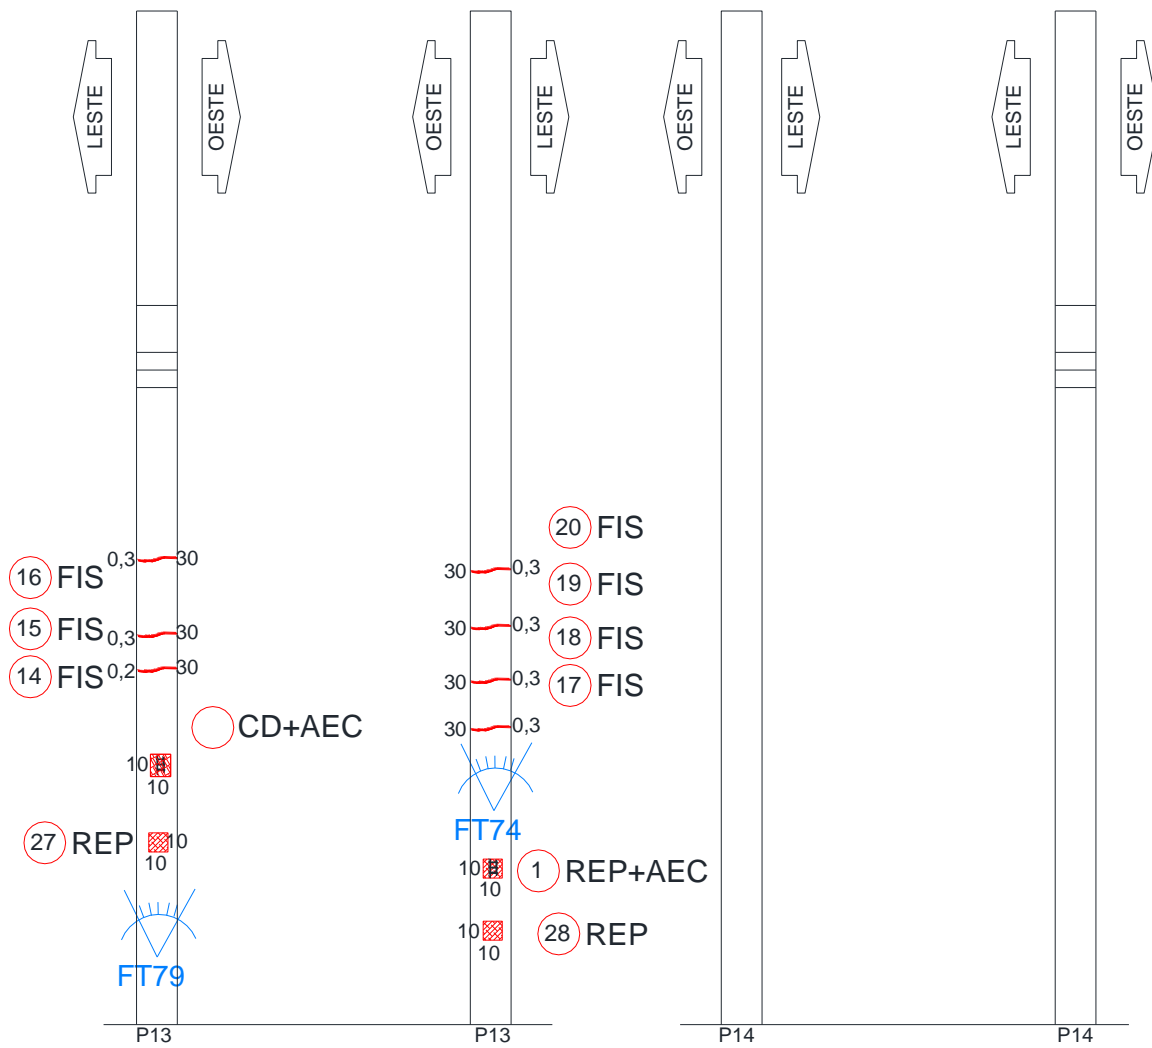 LESTE
OESTE
OESTE
LESTE
OESTE
LESTE
LESTE
OESTE
20 FIS
16 FIS 0,3 30
30 0,3
19 FIS
15 FIS 0,3 30
30 0,3
18 FIS
14 FIS 0,2 30
30 0,3
17 FIS
CD+AEC
30 0,3
10
10
FT74
27 REP 10
10
10
10
1 REP+AEC
10
10
28 REP
FT79
P13
P13
P14
P14